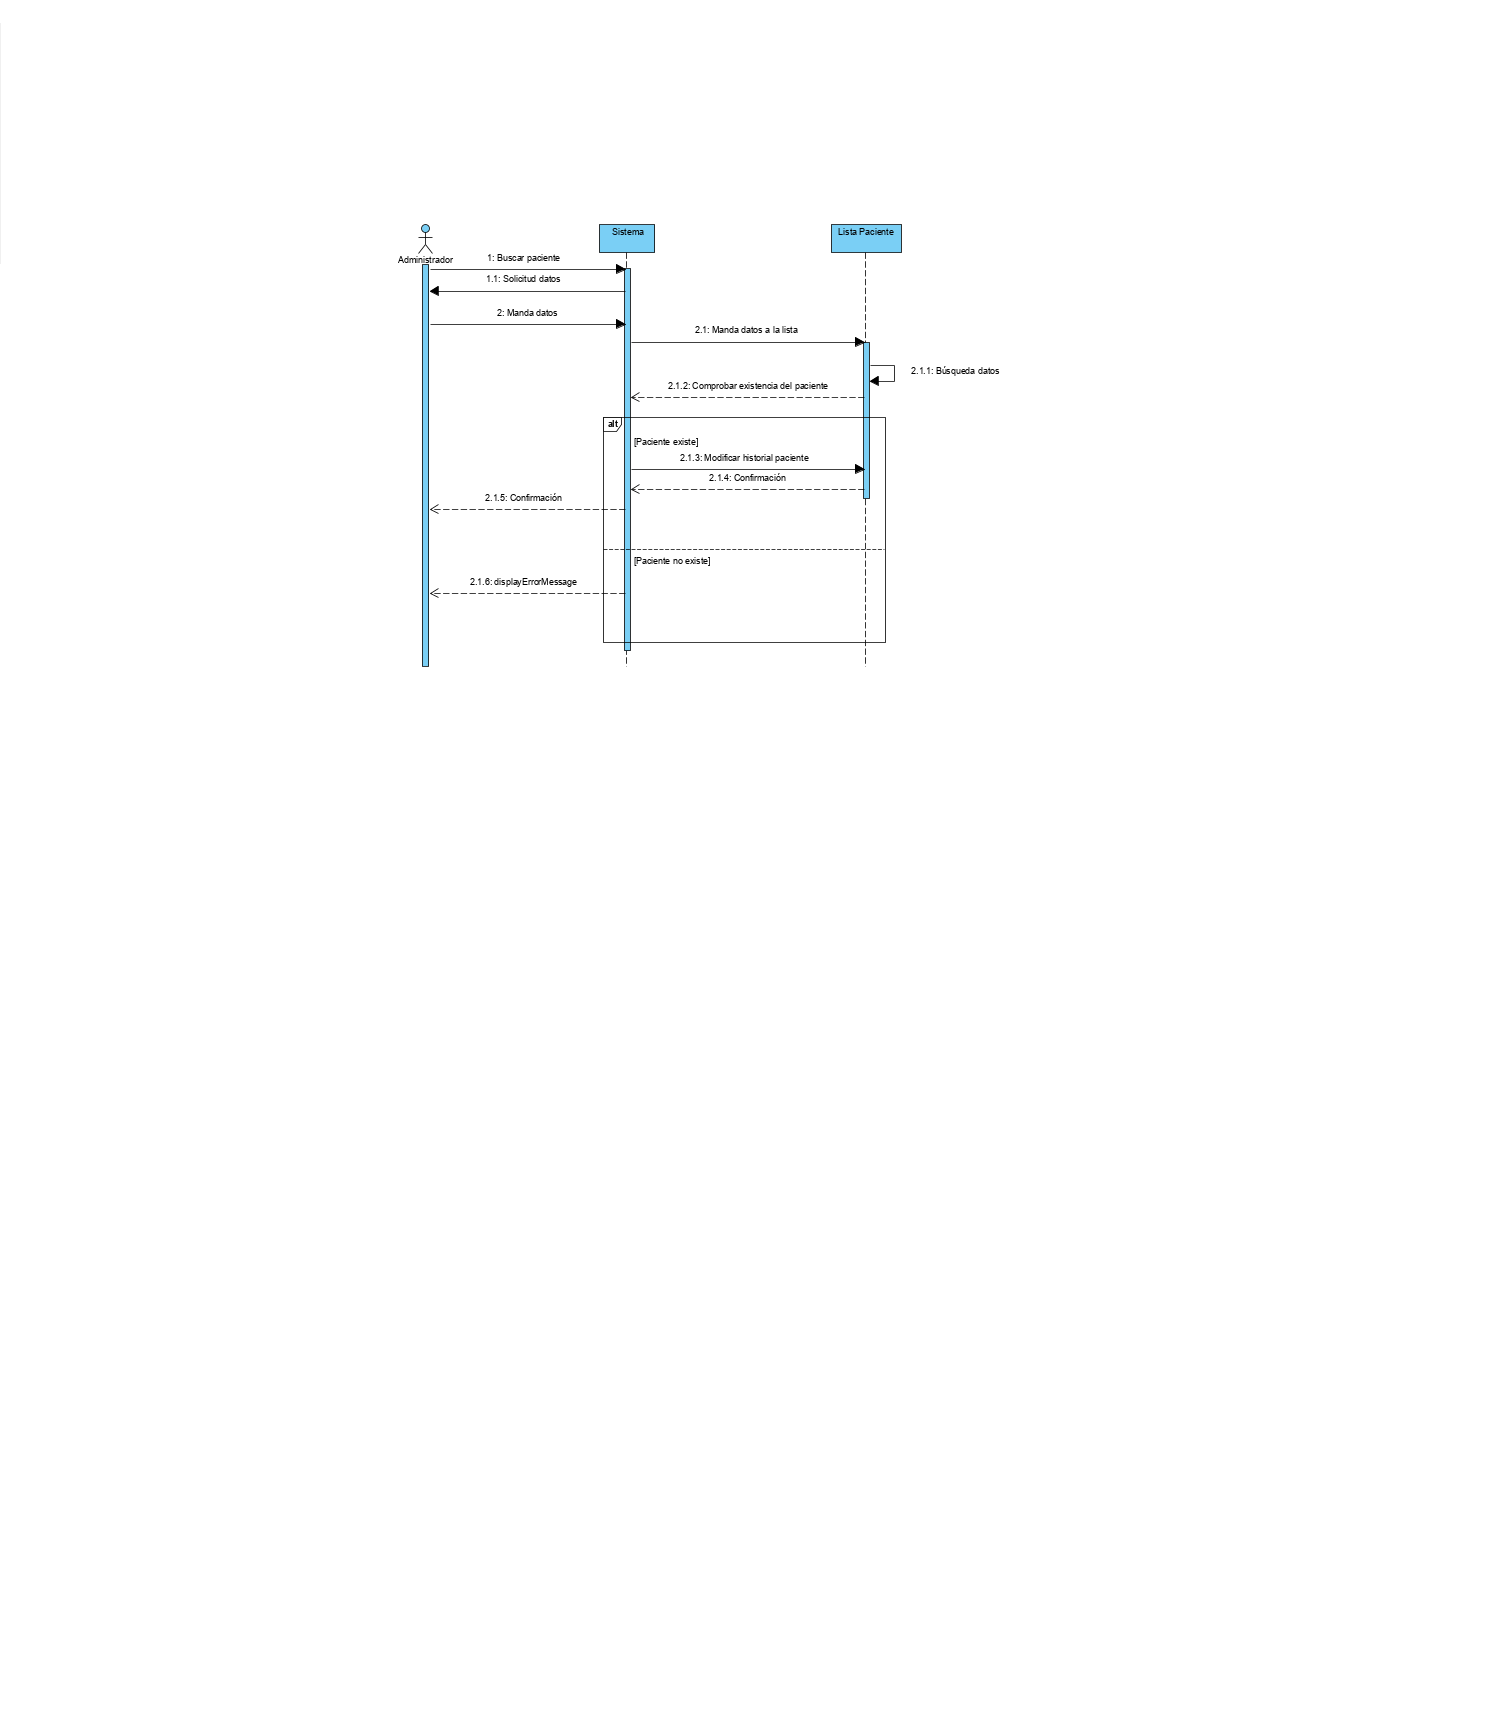 Sistema
Lista Paciente
Administrador
1: Buscar paciente
1.1: Solicitud datos
2: Manda datos
2.1: Manda datos a la lista
2.1.1: Búsqueda datos
2.1.2: Comprobar existencia del paciente
alt
[Paciente existe]
2.1.3: Modificar historial paciente
2.1.4: Confirmación
2.1.5: Confirmación
[Paciente no existe]
2.1.6: displayErrorMessage